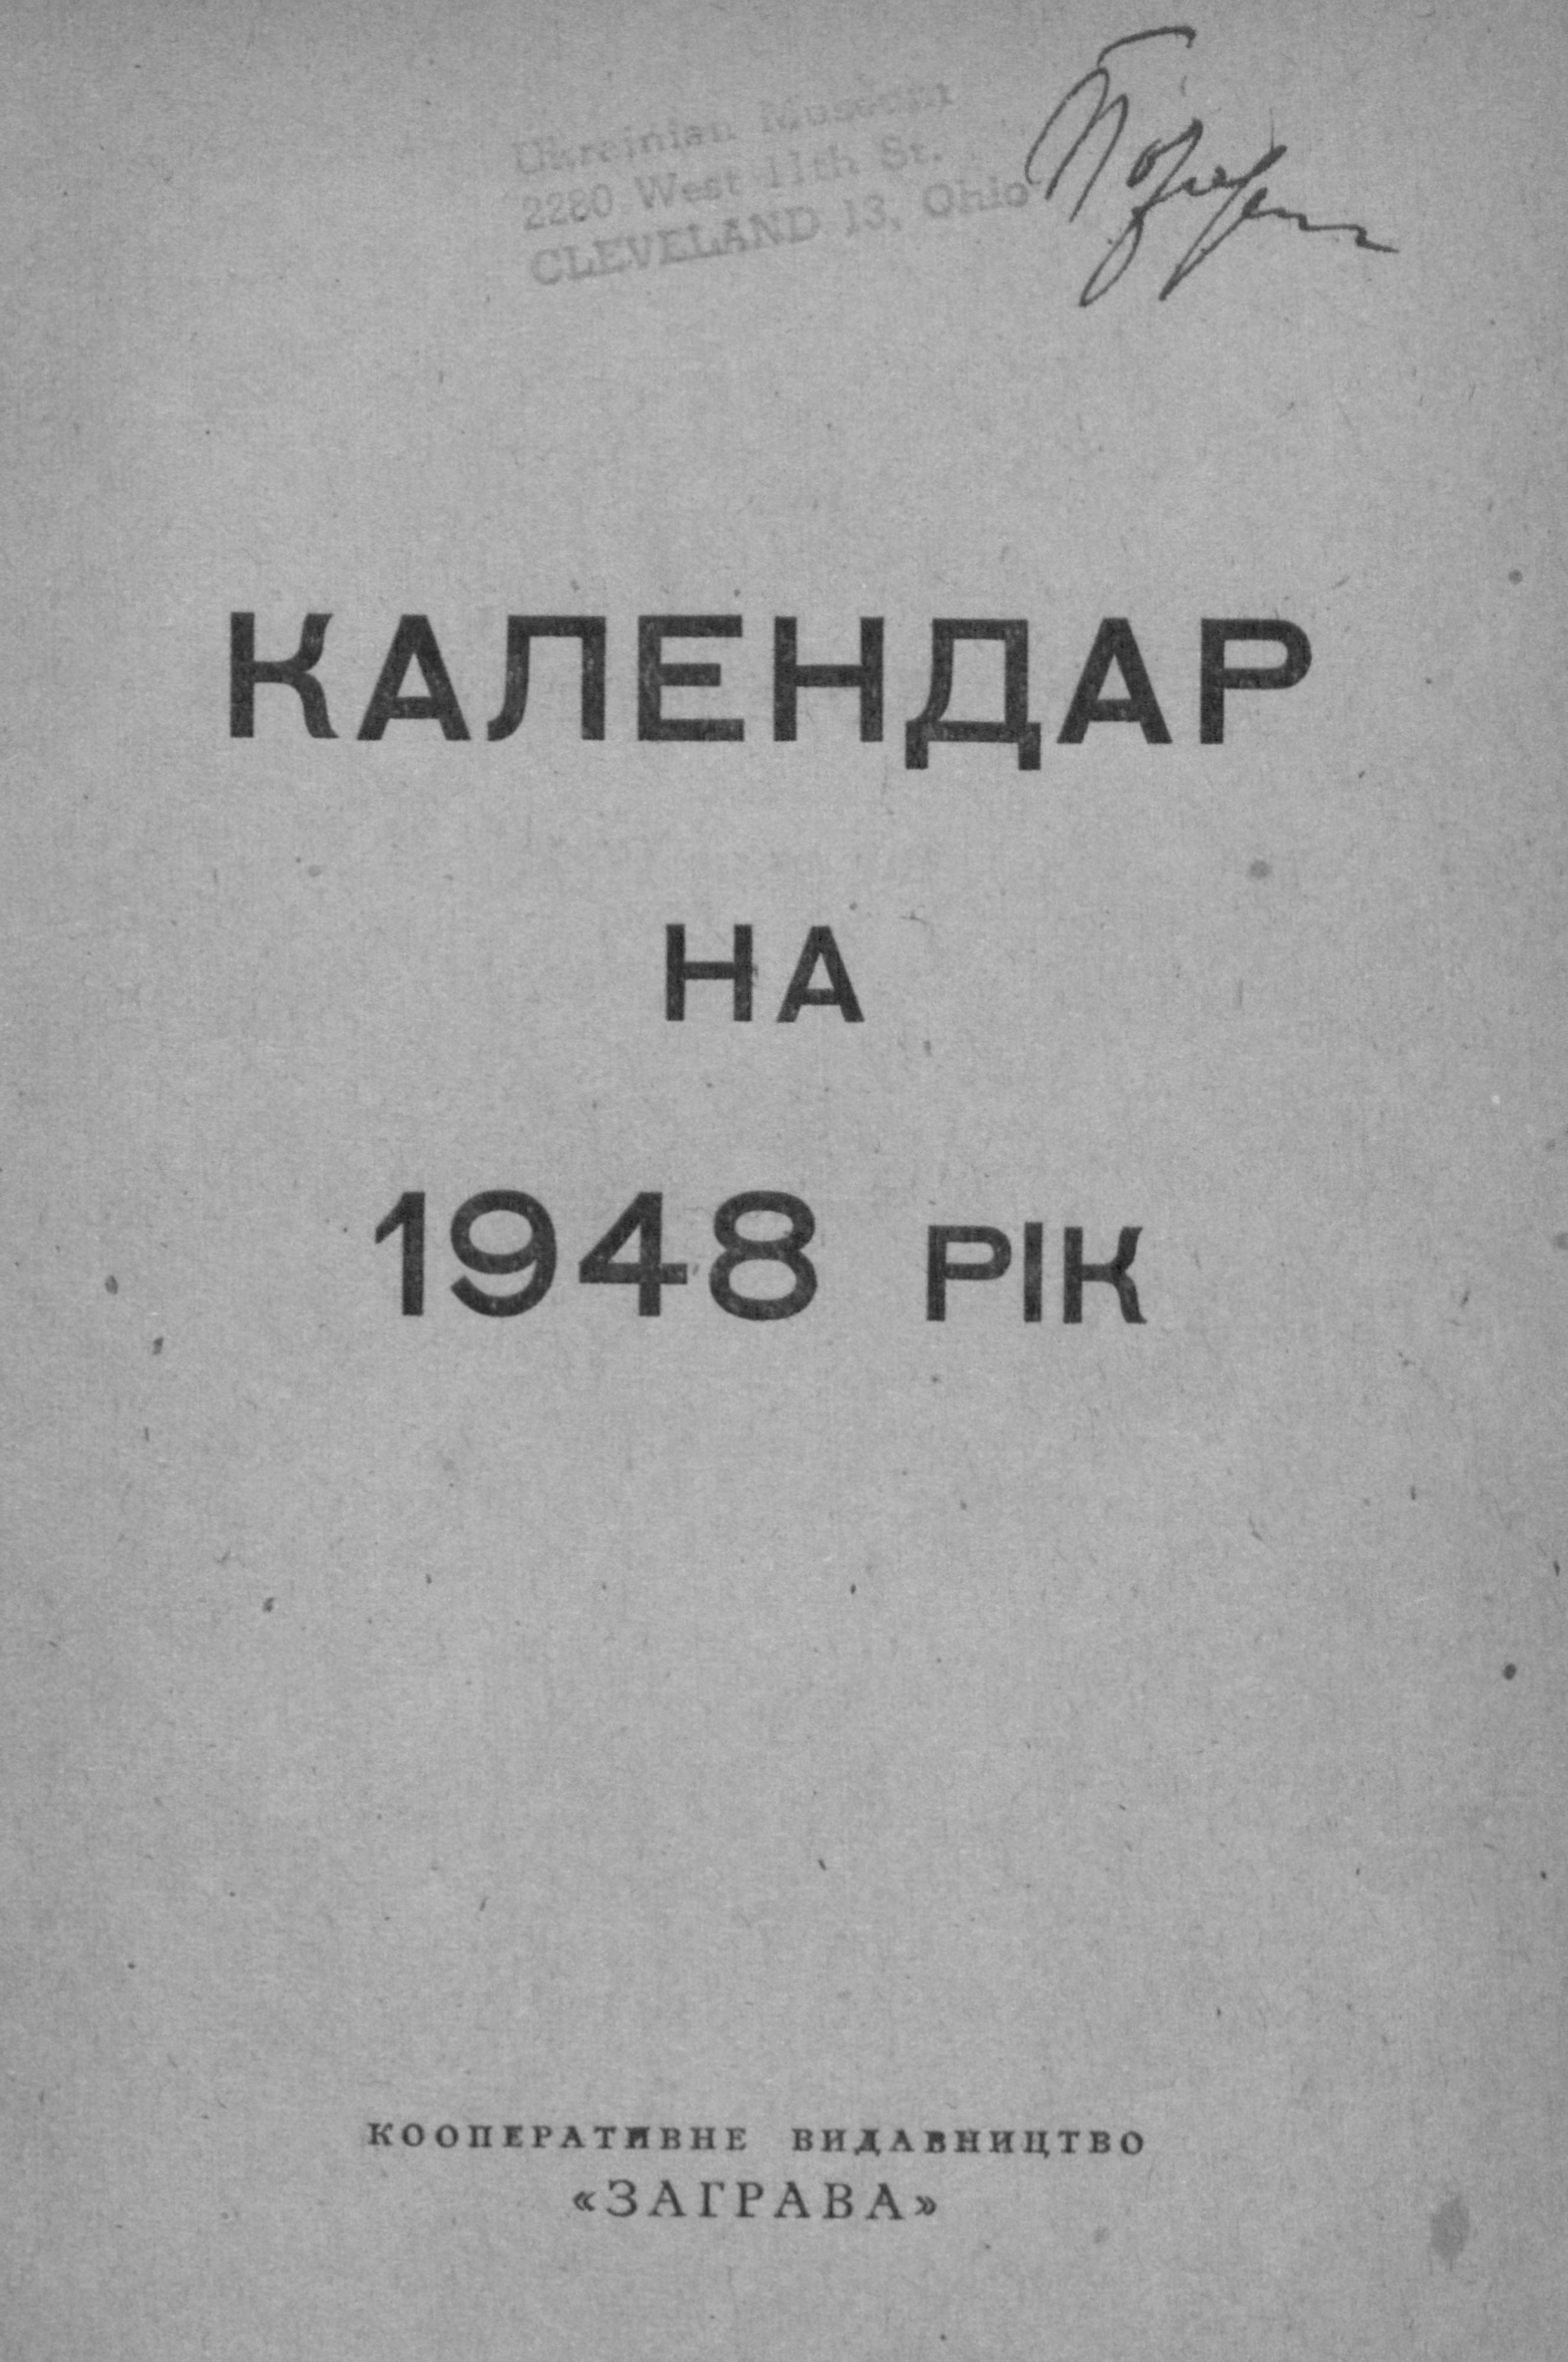 Ukrainian Museum
2280 West 11th St.
CLEVELAND 13, Ohio
КАЛЕНДАР
НА
1948 РІК
КООПЕРАТИВНЕ ВИДАВНИЦТВО
«ЗАГРАВА»